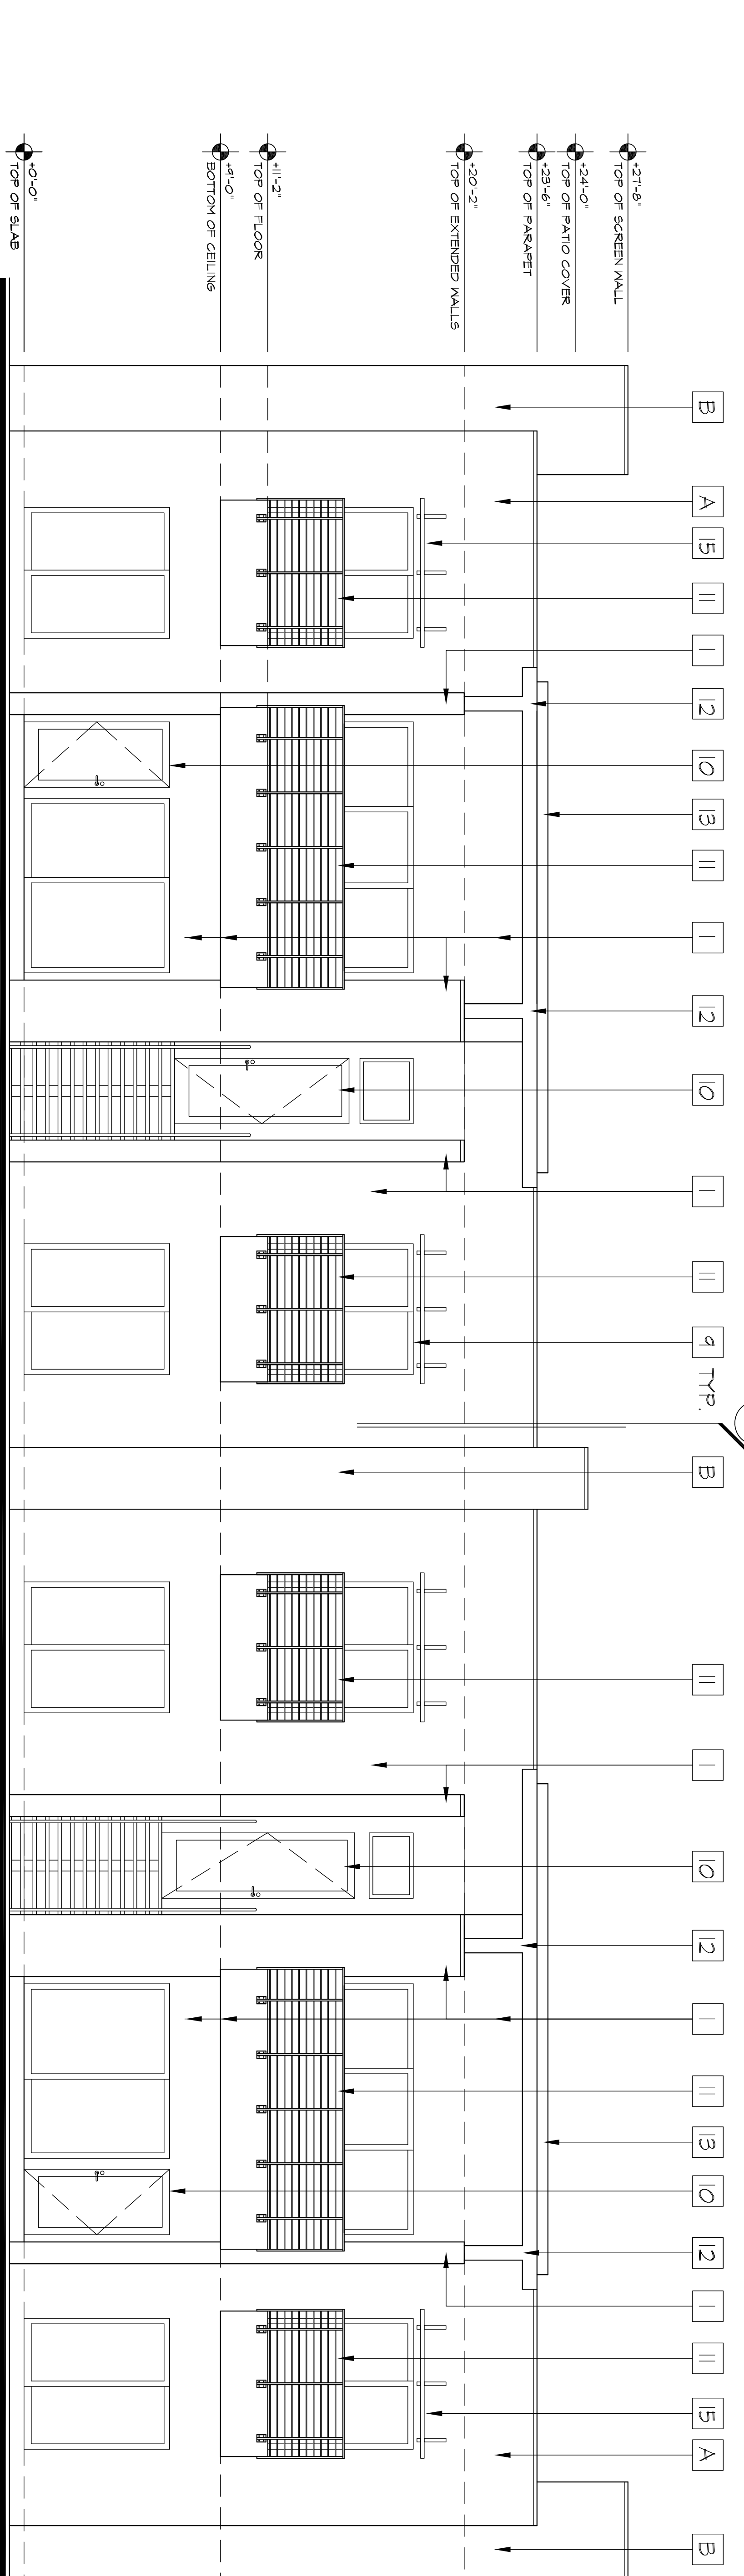 +27'-8"
TOP OF SCREEN WALL
+24'-0"
TOP OF PATIO COVER
+23'-6"
TOP OF PARAPET
+20'-2"
TOP OF EXTENDED WALLS
+11'-2"
TOP OF FLOOR
+9'-0"
BOTTOM OF CEILING
+0'-0"
TOP OF SLAB
B
A
15
11
1
12
10
13
11
1
12
10
1
11
9 TYP.
B
11
1
10
12
1
11
13
10
12
1
11
15
A
B